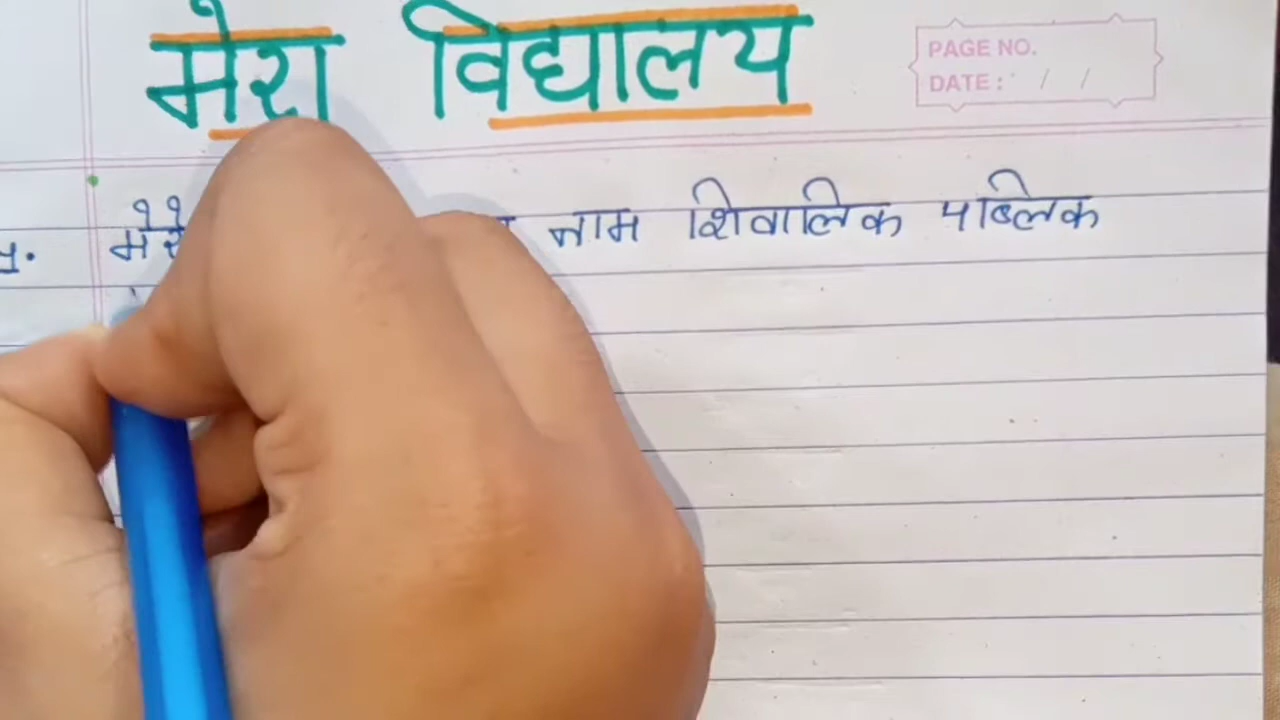 मेरा विद्यालय
PAGE NO.
DATE : / /
मेरे नाम शिवालिक पब्लिक